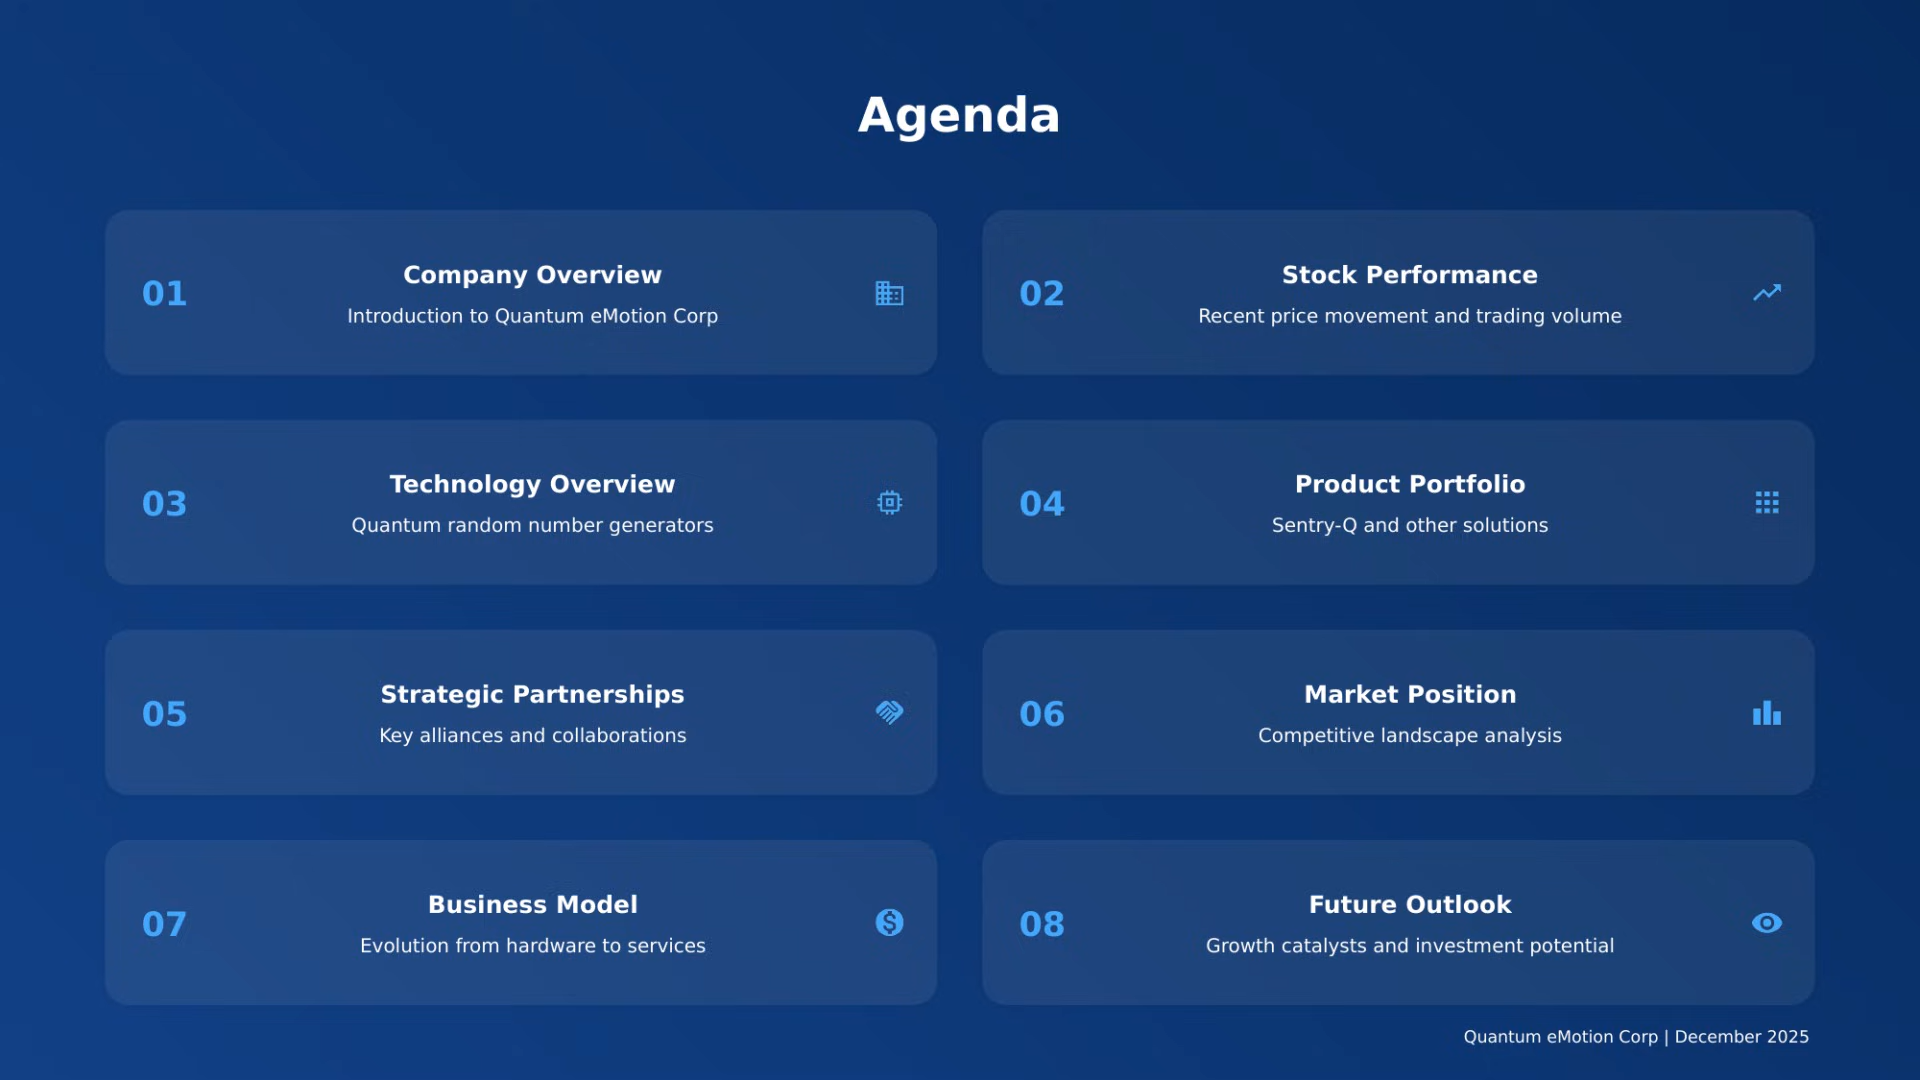 Agenda
01
Company Overview
Introduction to Quantum eMotion Corp
02
Stock Performance
Recent price movement and trading volume
03
Technology Overview
Quantum random number generators
04
Product Portfolio
Sentry-Q and other solutions
05
Strategic Partnerships
Key alliances and collaborations
06
Market Position
Competitive landscape analysis
07
Business Model
Evolution from hardware to services
08
Future Outlook
Growth catalysts and investment potential
Quantum eMotion Corp | December 2025